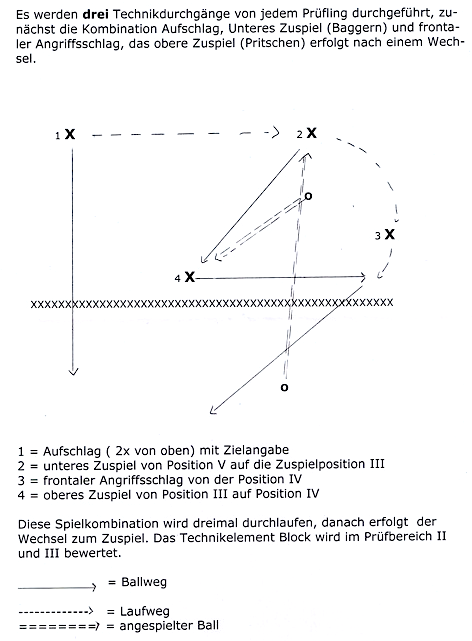 Es werden drei Technikdurchgänge von jedem Prüfling durchgeführt, zu-
nächst die Kombination Aufschlag, Unteres Zuspiel (Baggern) und fronta-
ler Angriffsschlag, das obere Zuspiel (Pritschen) erfolgt nach einem Wech-
sel.
1 X
2 X
o
3 X
4 X
xxxxxxxxxxxxxxxxxxxxxxxxxxxxxxxxxxxxxxxxxxxxxxxxxxxx
o
1 = Aufschlag ( 2x von oben) mit Zielangabe
2 = unteres Zuspiel von Position V auf die Zuspielposition III
3 = frontaler Angriffsschlag von der Position IV
4 = oberes Zuspiel von Position III auf Position IV
Diese Spielkombination wird dreimal durchlaufen, danach erfolgt der
Wechsel zum Zuspiel. Das Technikelement Block wird im Prüfbereich II
und III bewertet.
= Ballweg
= Laufweg
= angespielter Ball